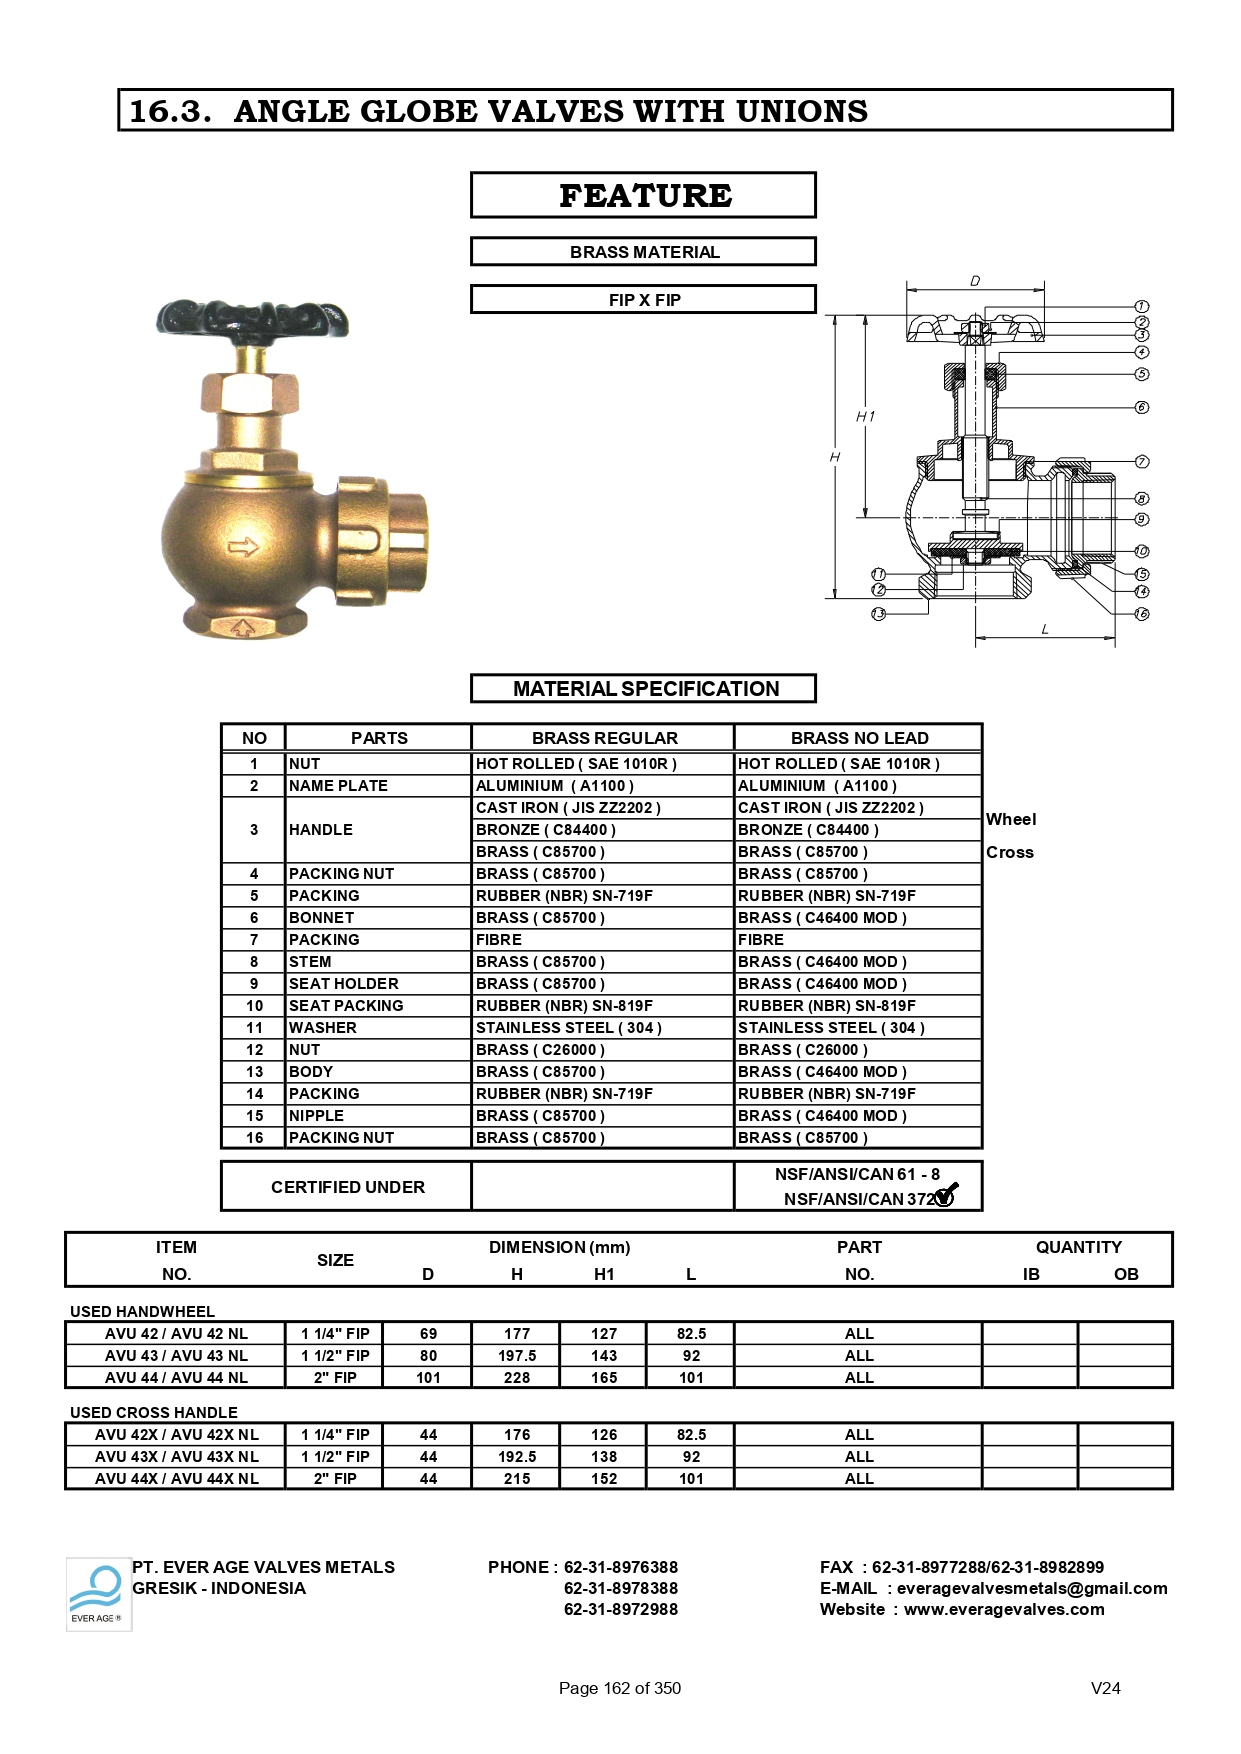 16.3. ANGLE GLOBE VALVES WITH UNIONS
FEATURE
BRASS MATERIAL
FIP X FIP
D
1
2
3
4
5
6
7
8
9
10
11
12
13
15
14
16
H1
H
L
MATERIAL SPECIFICATION
NO PARTS BRASS REGULAR BRASS NO LEAD
1 NUT HOT ROLLED ( SAE 1010R ) HOT ROLLED ( SAE 1010R )
2 NAME PLATE ALUMINIUM ( A1100 ) ALUMINIUM ( A1100 )
CAST IRON ( JIS ZZ2202 ) CAST IRON ( JIS ZZ2202 )
Wheel
3 HANDLE BRONZE ( C84400 ) BRONZE ( C84400 )
BRASS ( C85700 ) BRASS ( C85700 ) Cross
4 PACKING NUT BRASS ( C85700 ) BRASS ( C85700 )
5 PACKING RUBBER (NBR) SN-719F RUBBER (NBR) SN-719F
6 BONNET BRASS ( C85700 ) BRASS ( C46400 MOD )
7 PACKING FIBRE FIBRE
8 STEM BRASS ( C85700 ) BRASS ( C46400 MOD )
9 SEAT HOLDER BRASS ( C85700 ) BRASS ( C46400 MOD )
10 SEAT PACKING RUBBER (NBR) SN-819F RUBBER (NBR) SN-819F
11 WASHER STAINLESS STEEL ( 304 ) STAINLESS STEEL ( 304 )
12 NUT BRASS ( C26000 ) BRASS ( C26000 )
13 BODY BRASS ( C85700 ) BRASS ( C46400 MOD )
14 PACKING RUBBER (NBR) SN-719F RUBBER (NBR) SN-719F
15 NIPPLE BRASS ( C85700 ) BRASS ( C46400 MOD )
16 PACKING NUT BRASS ( C85700 ) BRASS ( C85700 )
CERTIFIED UNDER
NSF/ANSI/CAN 61 - 8
NSF/ANSI/CAN 372
ITEM SIZE DIMENSION (mm) PART QUANTITY
NO. D H H1 L NO. IB OB
USED HANDWHEEL
AVU 42 / AVU 42 NL 1 1/4" FIP 69 177 127 82.5 ALL
AVU 43 / AVU 43 NL 1 1/2" FIP 80 197.5 143 92 ALL
AVU 44 / AVU 44 NL 2" FIP 101 228 165 101 ALL
USED CROSS HANDLE
AVU 42X / AVU 42X NL 1 1/4" FIP 44 176 126 82.5 ALL
AVU 43X / AVU 43X NL 1 1/2" FIP 44 192.5 138 92 ALL
AVU 44X / AVU 44X NL 2" FIP 44 215 152 101 ALL
EVER AGE ®
PT. EVER AGE VALVES METALS PHONE : 62-31-8976388 FAX : 62-31-8977288/62-31-8982899
GRESIK - INDONESIA 62-31-8978388 E-MAIL : everagevalvesmetals@gmail.com
62-31-8972988 Website : www.everagevalves.com
Page 162 of 350 V24